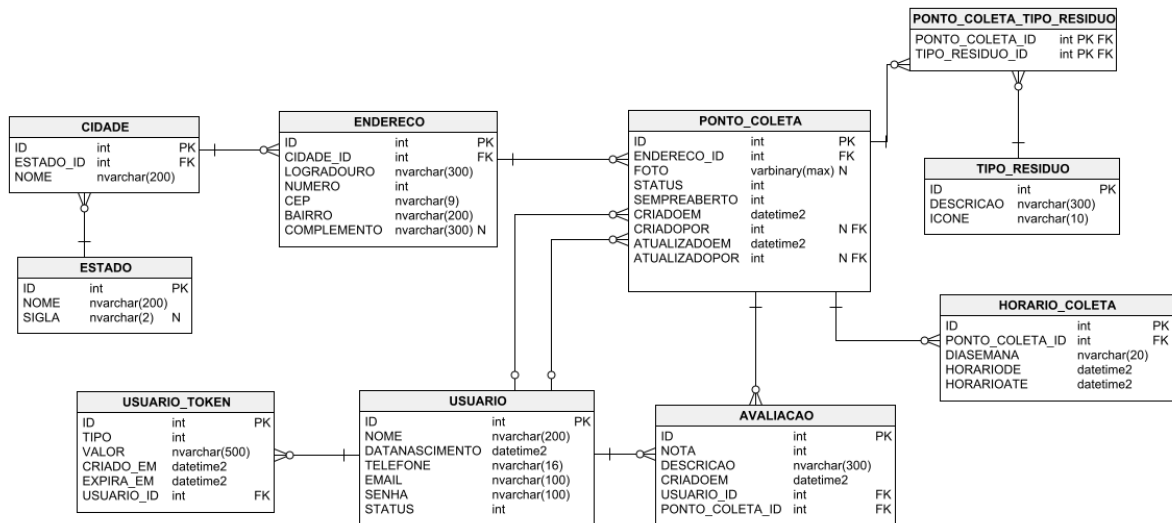 PONTO_COLETA_TIPO_RESIDUO
PONTO_COLETA_ID int PK FK
TIPO_RESIDUO_ID int PK FK
CIDADE
ID int PK
ESTADO_ID int FK
NOME nvarchar(200)
ENDERECO
ID int PK
CIDADE_ID int FK
LOGRADOURO nvarchar(300)
NUMERO int
CEP nvarchar(9)
BAIRRO nvarchar(200)
COMPLEMENTO nvarchar(300) N
PONTO_COLETA
ID int PK
ENDERECO_ID int FK
FOTO varbinary(max) N
STATUS int
SEMPREABERTO int
CRIADOEM datetime2
CRIADOPOR int N FK
ATUALIZADOEM datetime2
ATUALIZADOPOR int N FK
TIPO_RESIDUO
ID int PK
DESCRICAO nvarchar(300)
ICONE nvarchar(10)
ESTADO
ID int PK
NOME nvarchar(200)
SIGLA nvarchar(2) N
HORARIO_COLETA
ID int PK
PONTO_COLETA_ID int FK
DIASEMANA nvarchar(20)
HORARIODE datetime2
HORARIOATE datetime2
USUARIO_TOKEN
ID int PK
TIPO int
VALOR nvarchar(500)
CRIADO_EM datetime2
EXPIRA_EM datetime2
USUARIO_ID int FK
USUARIO
ID int PK
NOME nvarchar(200)
DATANASCIMENTO datetime2
TELEFONE nvarchar(16)
EMAIL nvarchar(100)
SENHA nvarchar(100)
STATUS int
AVALIACAO
ID int PK
NOTA int
DESCRICAO nvarchar(300)
CRIADOEM datetime2
USUARIO_ID int FK
PONTO_COLETA_ID int FK